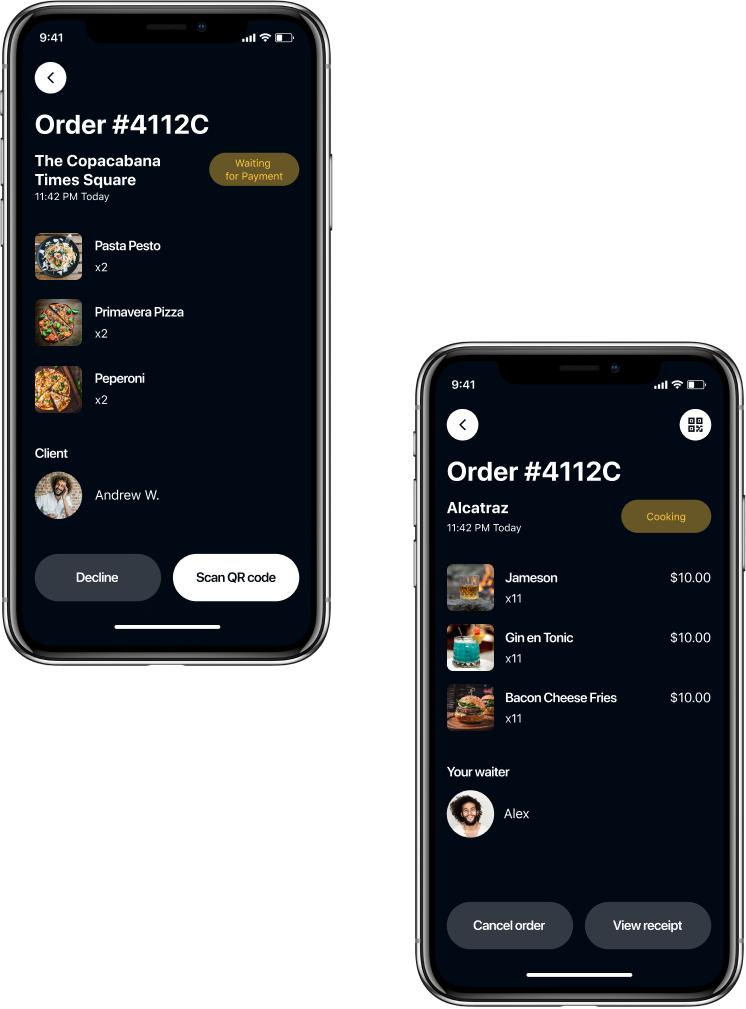 9:41
Order #4112C
The Copacabana
Times Square
11:42 PM Today
Waiting
for Payment
Pasta Pesto
x2
Primavera Pizza
x2
Peperoni
x2
Client
Andrew W.
Decline
Scan QR code
9:41
Order #4112C
Alcatraz
11:42 PM Today
Cooking
Jameson
$10.00
x11
Gin en Tonic
$10.00
x11
Bacon Cheese Fries
$10.00
x11
Your waiter
Alex
Cancel order
View receipt